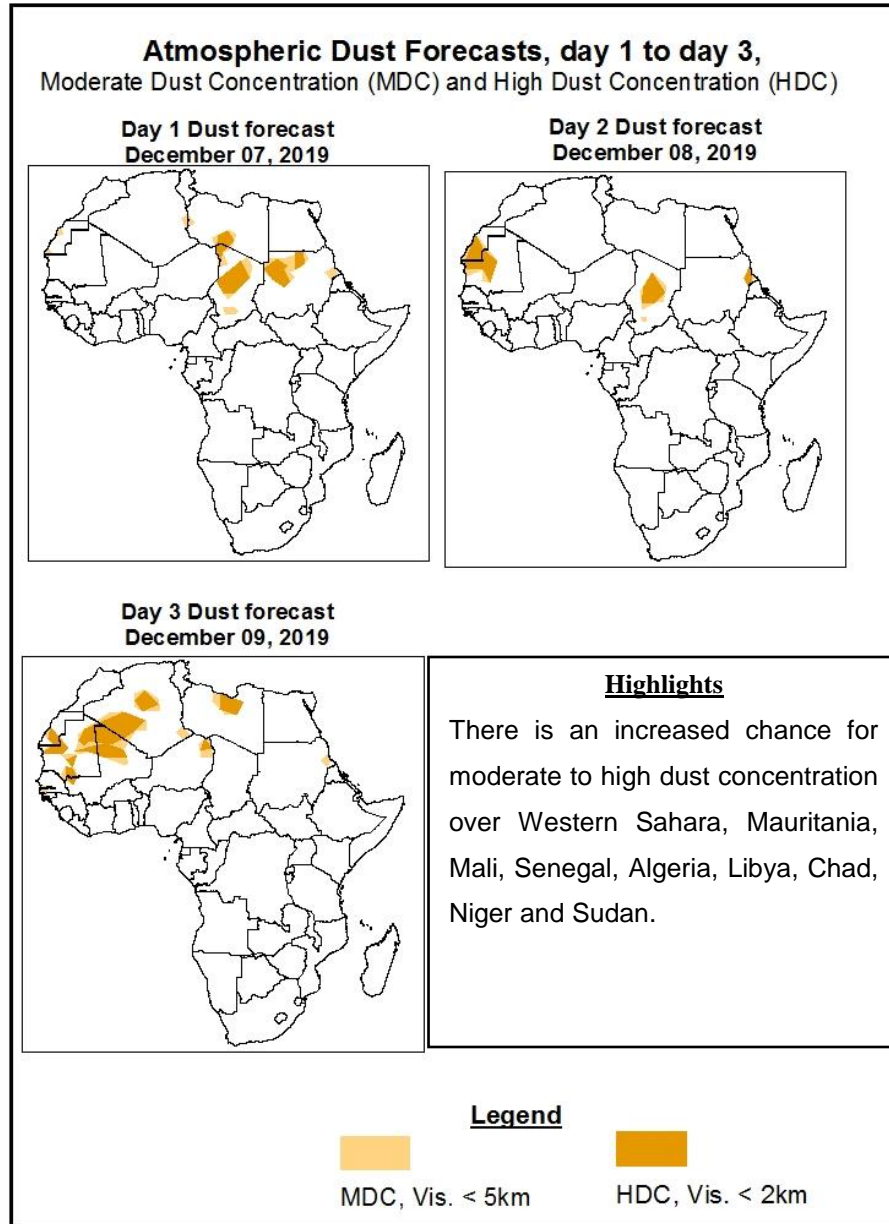 Atmospheric Dust Forecasts, day 1 to day 3,
Moderate Dust Concentration (MDC) and High Dust Concentration (HDC)
Day 1 Dust forecast
December 07, 2019
Day 2 Dust forecast
December 08, 2019
Day 3 Dust forecast
December 09, 2019
Highlights
There is an increased chance for
moderate to high dust concentration
over Western Sahara, Mauritania,
Mali, Senegal, Algeria, Libya, Chad,
Niger and Sudan.
Legend
MDC, Vis. < 5km
HDC, Vis. < 2km